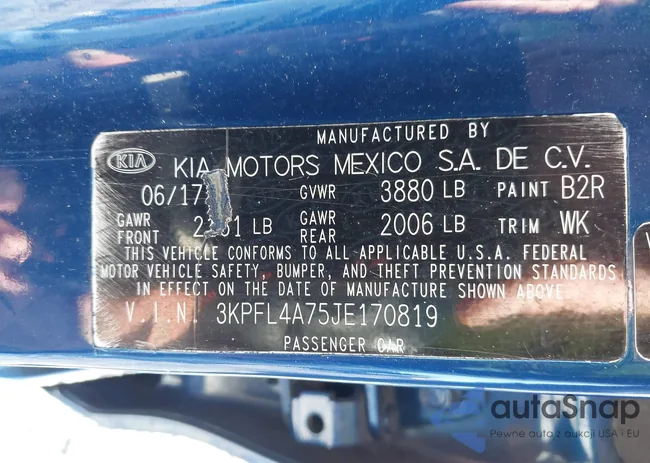 MANUFACTURED BY
KIA KIA MOTORS MEXICO S.A. DE C.V.
06/17 GVWR 3880 LB PAINT B2R
GAWR FRONT LB GAWR REAR 2006 LB TRIM WK
THIS VEHICLE CONFORMS TO ALL APPLICABLE U.S.A. FEDERAL
MOTOR VEHICLE SAFETY, BUMPER, AND THEFT PREVENTION STANDARDS
IN EFFECT ON THE DATE OF MANUFACTURE SHOWN ABOVE
V.I.N. 3KPFL4A75JE170819
PASSENGER CAR
autoSnap
Pewne auto z aukcji USA i EU